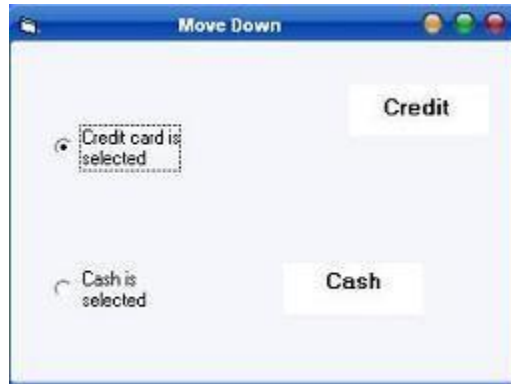 Move Down
Credit
Credit card is
selected
Cash is
selected
Cash